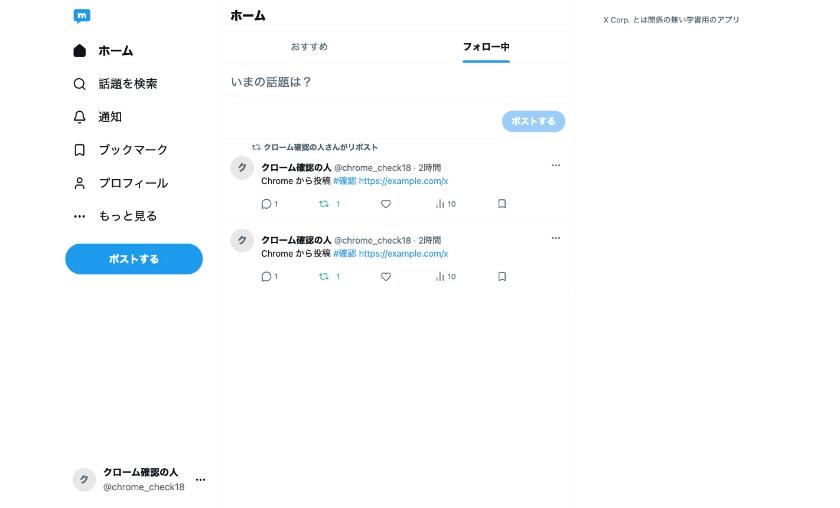 m
ホーム
話題を検索
通知
ブックマーク
プロフィール
もっと見る
ポストする
クローム確認の人
@chrome_check18
ホーム
おすすめ
フォロー中
いまの話題は？
ポストする
クローム確認の人さんがリポスト
ク
クローム確認の人 @chrome_check18 · 2時間
Chrome から投稿 #確認 https://example.com/x
1 1 10
ク
クローム確認の人 @chrome_check18 · 2時間
Chrome から投稿 #確認 https://example.com/x
1 1 10
ク
X Corp. とは関係の無い学習用のアプリ